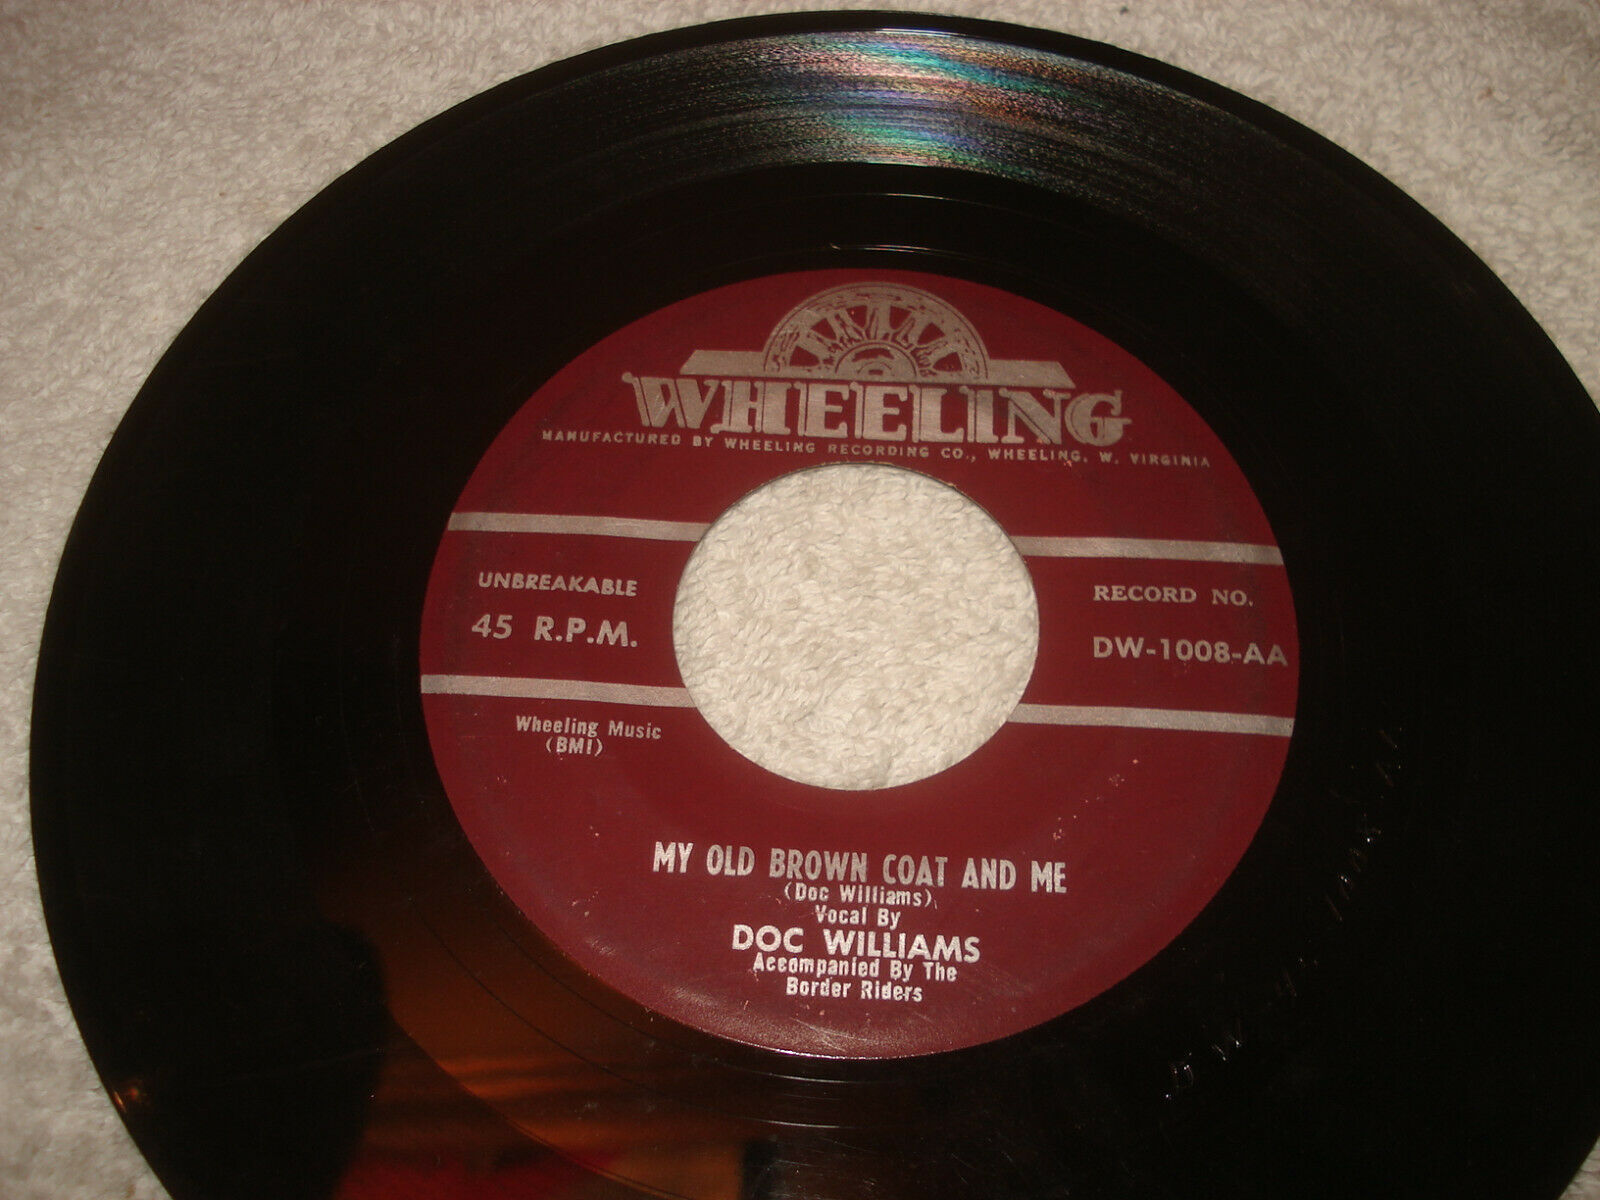 WHEELING
MANUFACTURED BY WHEELING RECORDING CO., WHEELING, W. VIRGINIA
UNBREAKABLE
45 R.P.M.
RECORD NO.
DW-1008-AA
Wheeling Music
(BMI)
MY OLD BROWN COAT AND ME
(Doc Williams)
Vocal By
DOC WILLIAMS
Accompanied By The
Border Riders